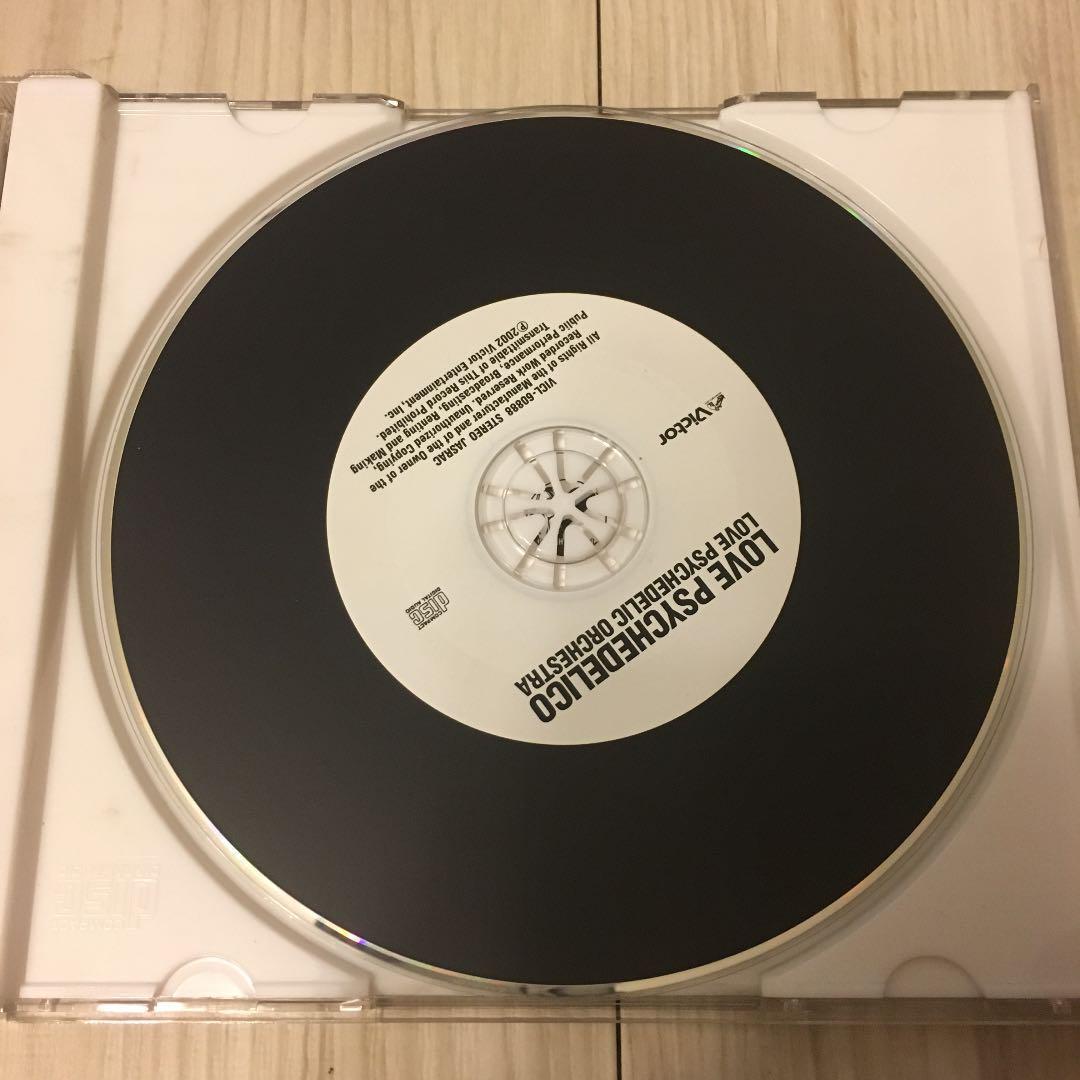 LOVE PSYCHEDELICO
LOVE PSYCHEDELIC ORCHESTRA
Victor
COMPACT
disc
DIGITAL AUDIO
VICL-60888 STEREO JASRAC
All Rights of the Manufacturer and of the Owner of the
Recorded Work Reserved. Unauthorized Copying,
Public Performance, Broadcasting, Renting and Making
Transmittable of This Record Prohibited.
℗2002 Victor Entertainment, Inc.
COMPACT
disc